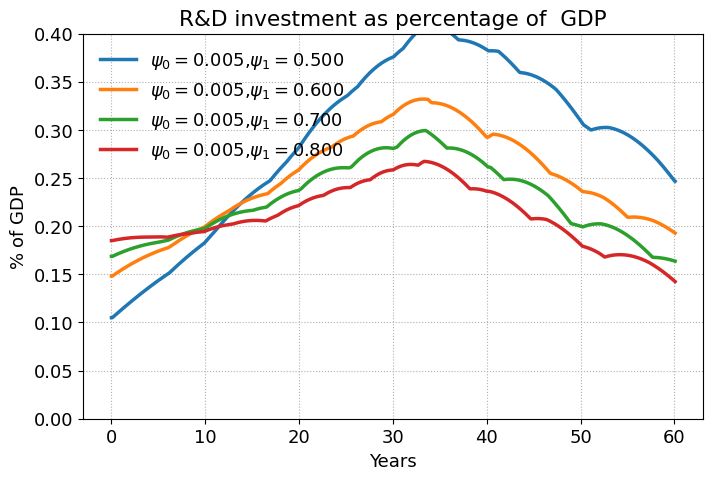 R&D investment as percentage of  GDP
0.40
0.35
0.30
0.25
0.20
0.15
0.10
0.05
0.00
% of GDP
ψ₀ = 0.005,ψ₁ = 0.500
ψ₀ = 0.005,ψ₁ = 0.600
ψ₀ = 0.005,ψ₁ = 0.700
ψ₀ = 0.005,ψ₁ = 0.800
0 10 20 30 40 50 60
Years